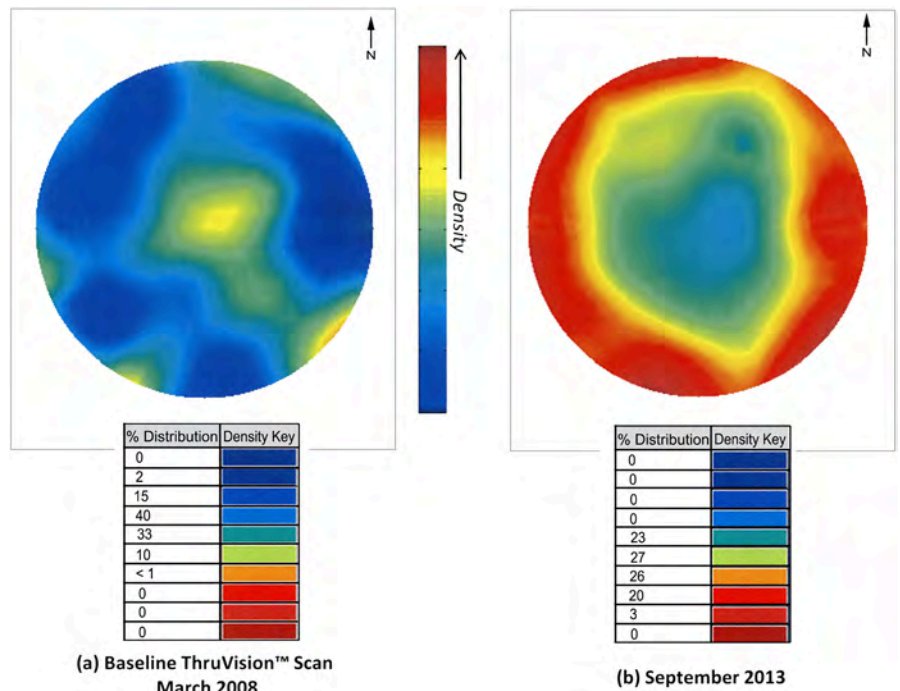 N
N
Density
% Distribution Density Key
0
2
15
40
33
10
< 1
0
0
0
(a) Baseline ThruVision™ Scan
March 2008
% Distribution Density Key
0
0
0
0
23
27
26
20
3
0
(b) September 2013